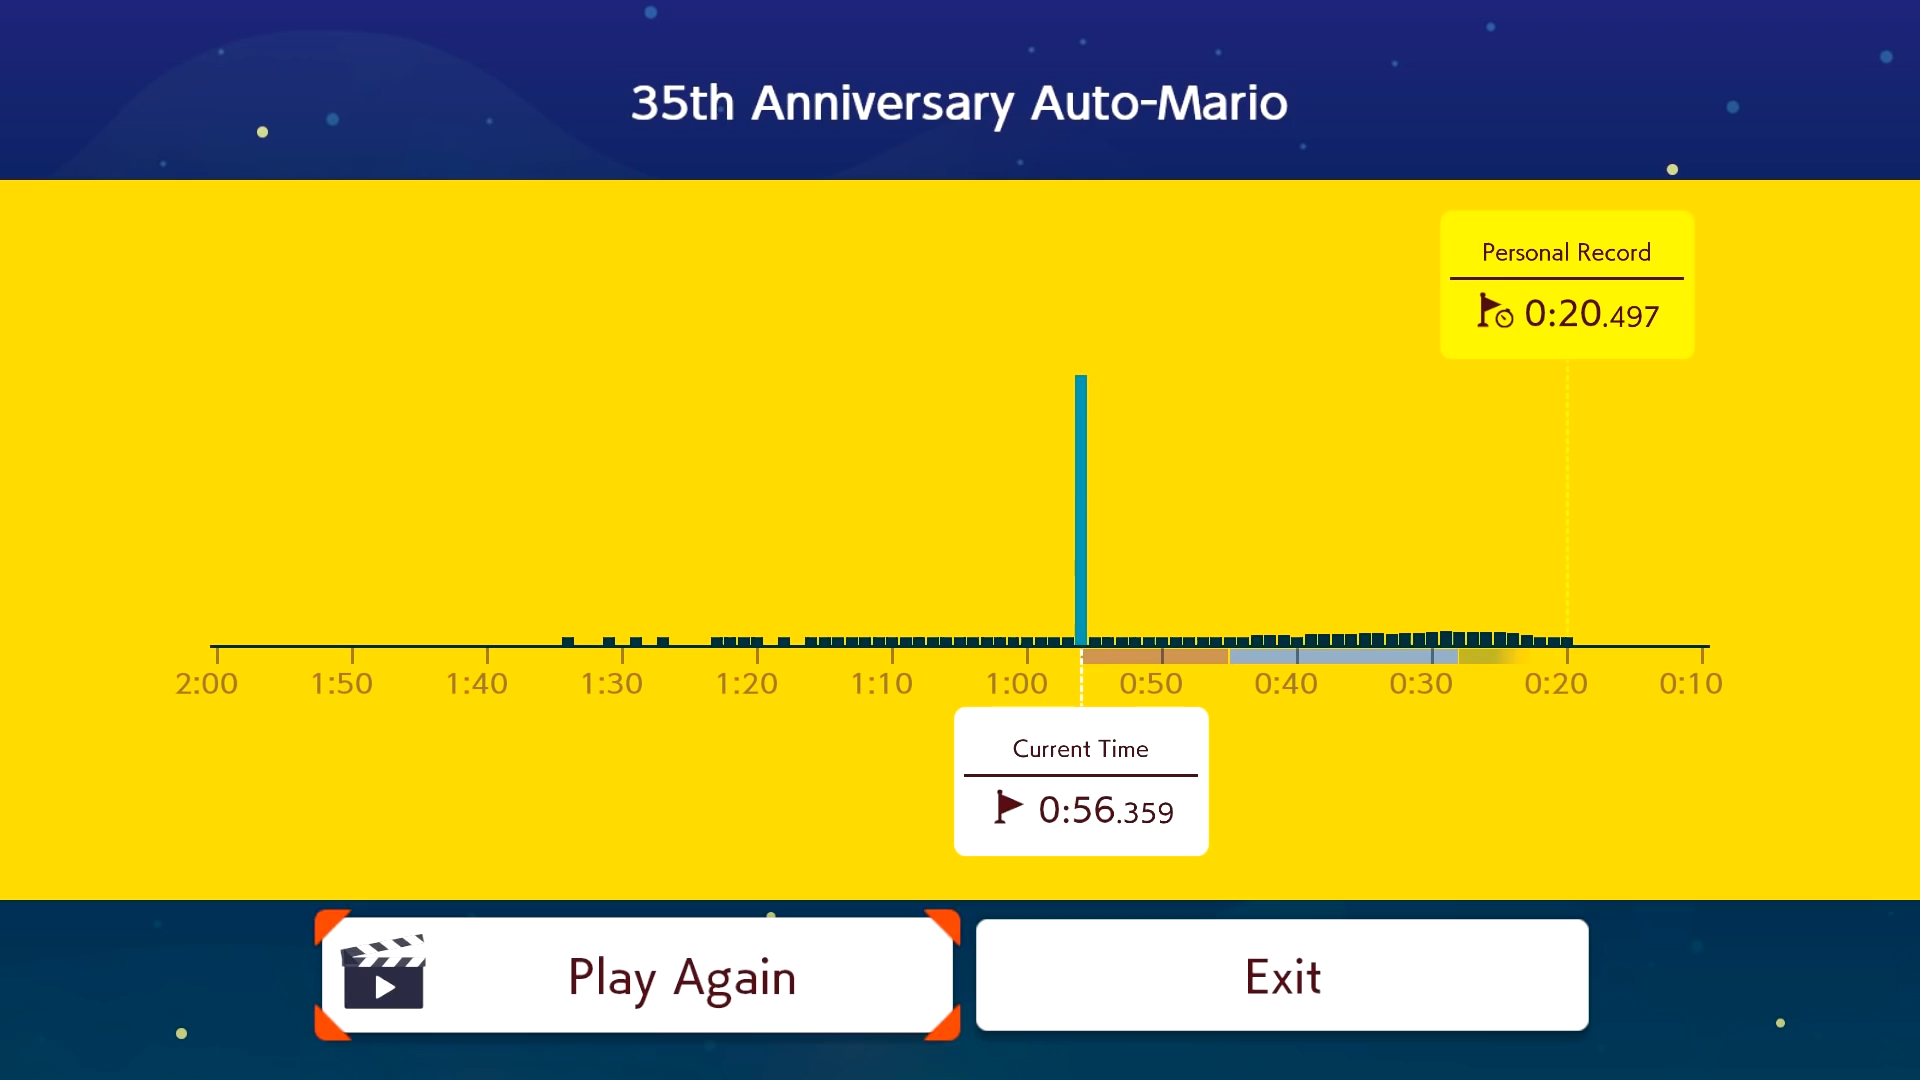 35th Anniversary Auto-Mario
Personal Record
0:20.497
2:00 1:50 1:40 1:30 1:20 1:10 1:00 0:50 0:40 0:30 0:20 0:10
Current Time
0:56.359
Play Again
Exit